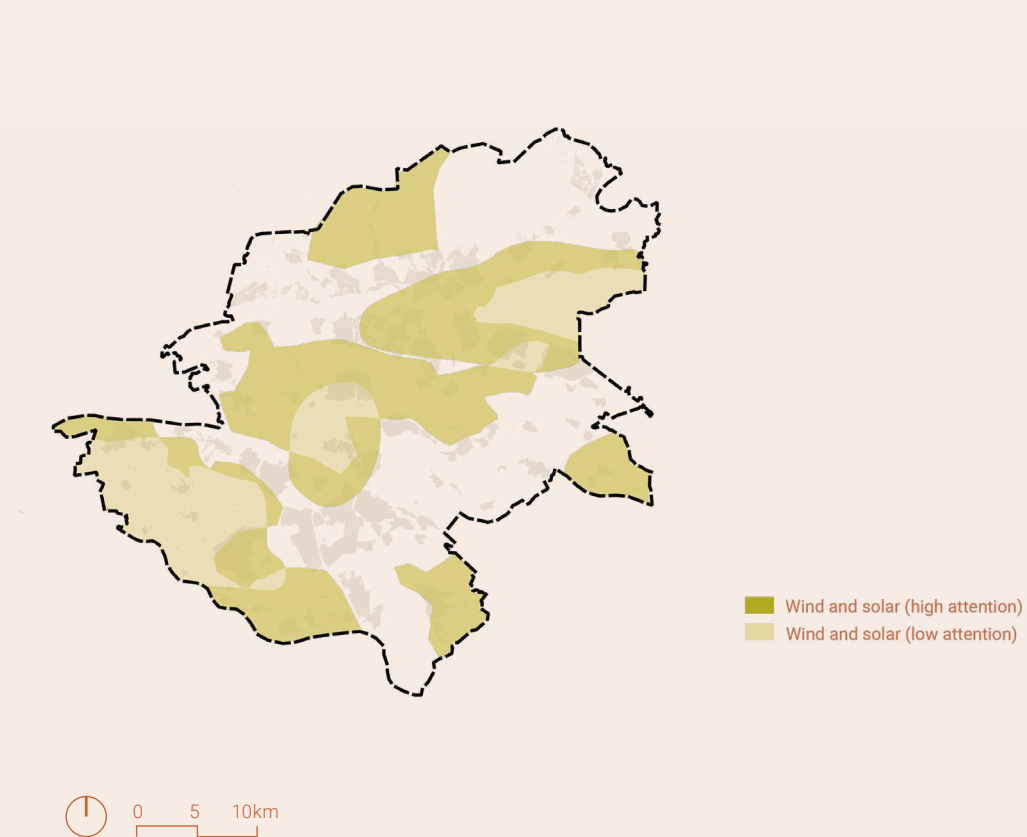 Wind and solar (high attention)
Wind and solar (low attention)
0 5 10km